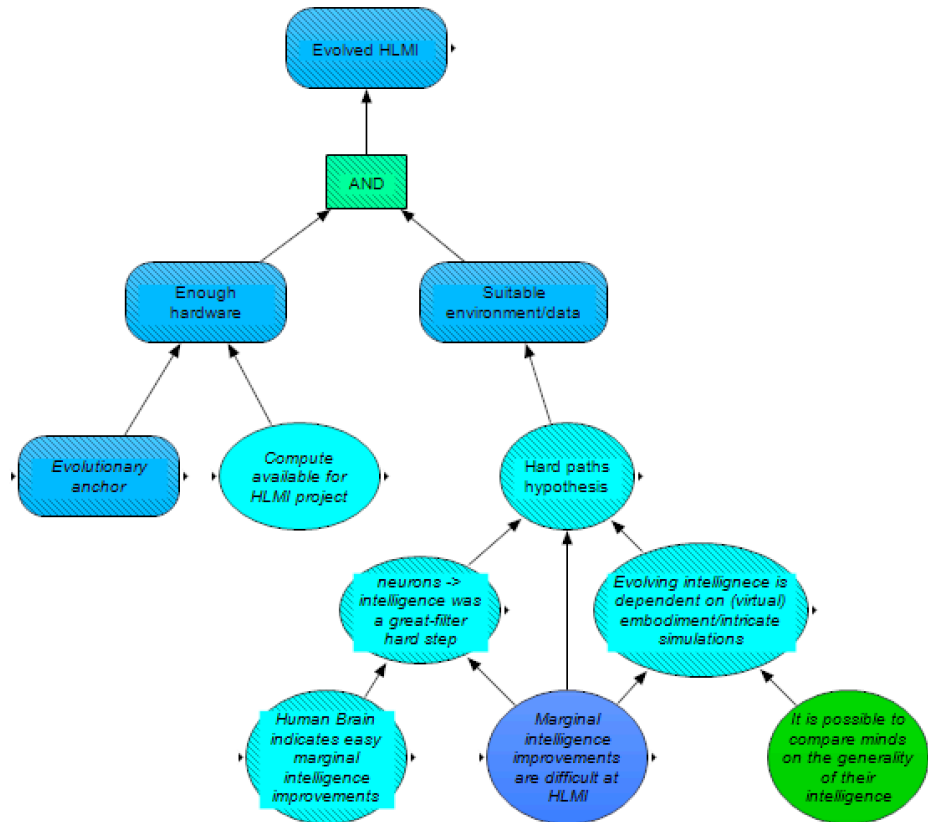 Evolved HLMI
AND
Enough
hardware
Suitable
environment/data
Evolutionary
anchor
Compute
available for
HLMI project
Hard paths
hypothesis
neurons ->
intelligence was
a great-filter
hard step
Evolving intelignece is
dependent on (virtual)
embodiment/intricate
simulations
Human Brain
indicates easy
marginal
intelligence
improvements
Marginal
intelligence
improvements
are difficult at
HLMI
It is possible to
compare minds
on the generality
of their
intelligence